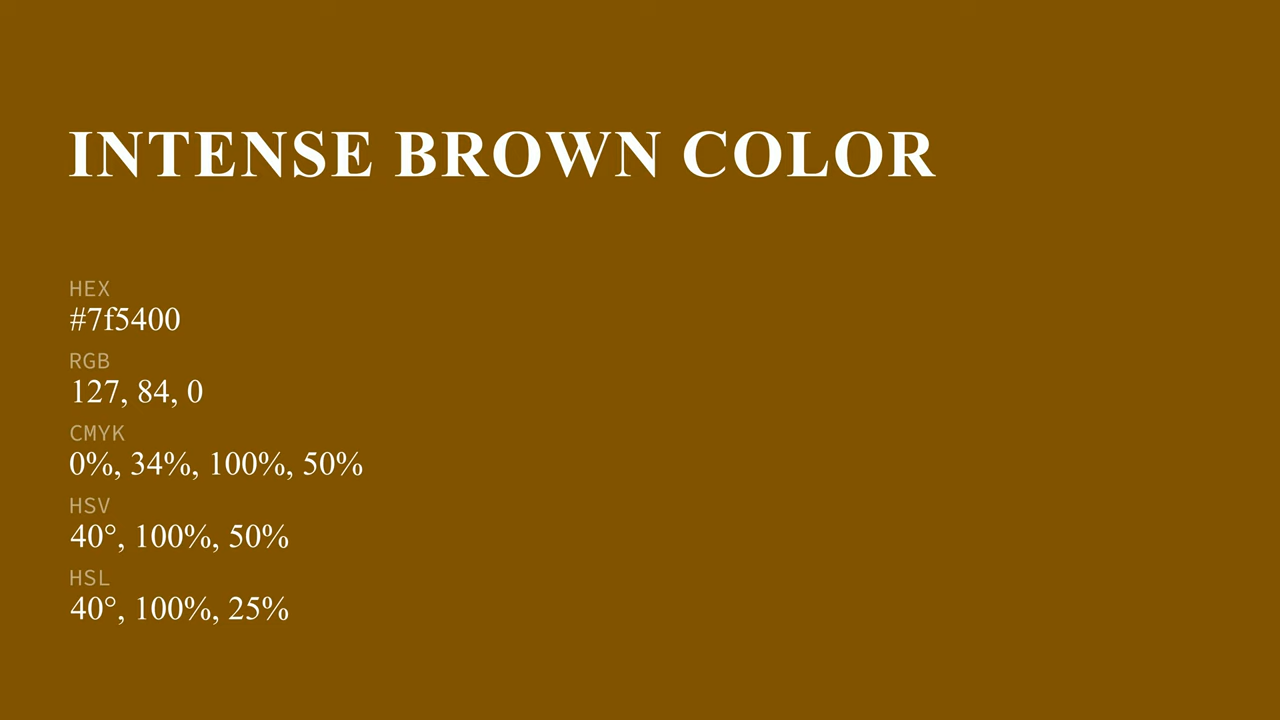 INTENSE BROWN COLOR
HEX
#7f5400
RGB
127, 84, 0
CMYK
0%, 34%, 100%, 50%
HSV
40°, 100%, 50%
HSL
40°, 100%, 25%